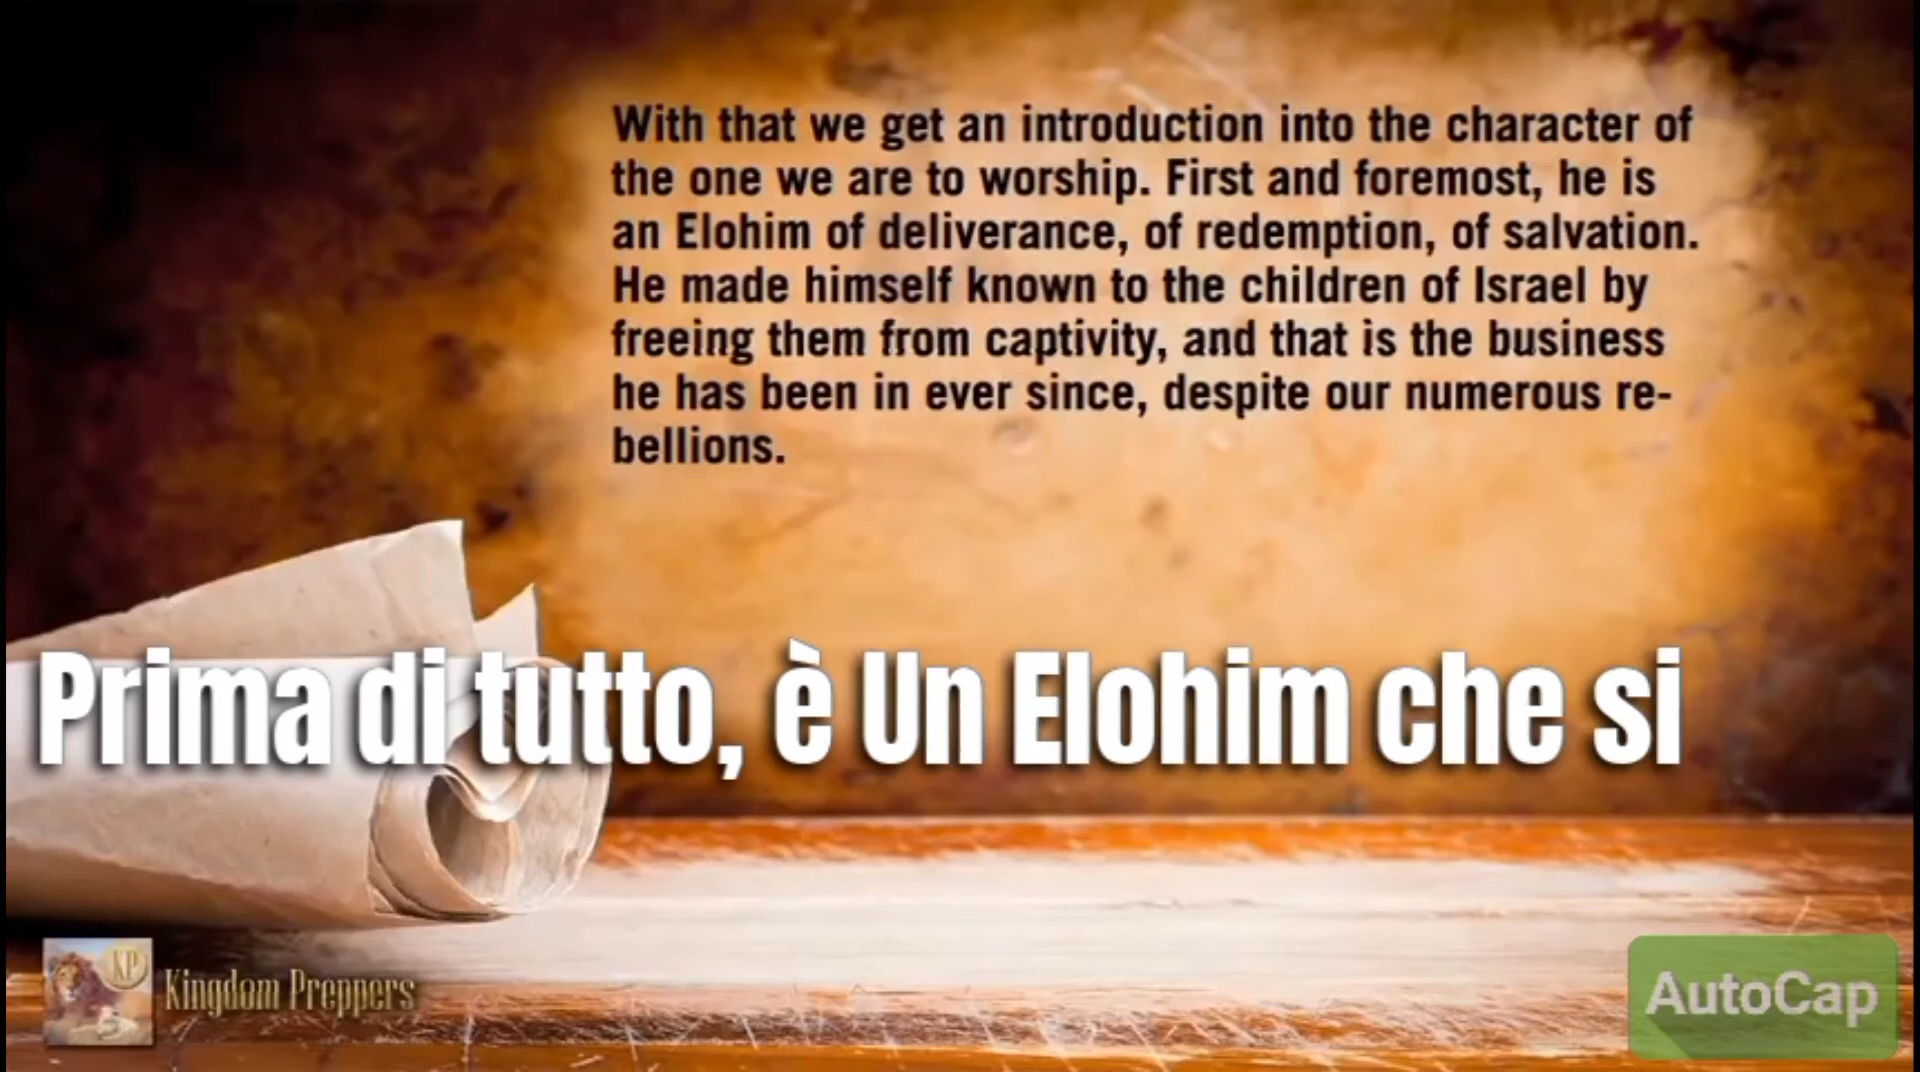 With that we get an introduction into the character of
the one we are to worship. First and foremost, he is
an Elohim of deliverance, of redemption, of salvation.
He made himself known to the children of Israel by
freeing them from captivity, and that is the business
he has been in ever since, despite our numerous re-
bellions.
Prima di tutto, è Un Elohim che si
KP
Kingdom Preppers
AutoCap